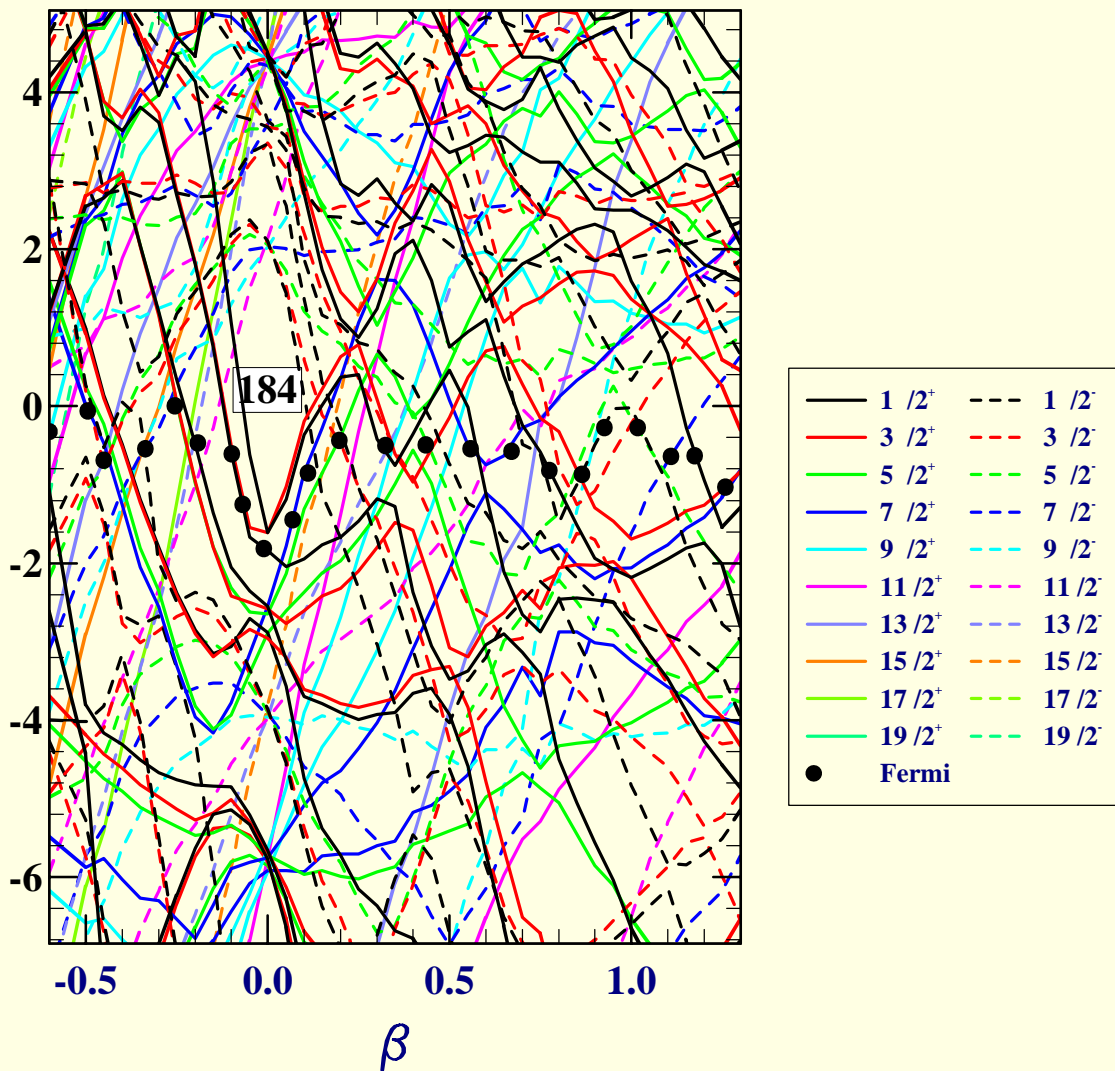 4
2
0
-2
-4
-6
184
-0.5 0.0 0.5 1.0
β
1 /2+ 1 /2-
3 /2+ 3 /2-
5 /2+ 5 /2-
7 /2+ 7 /2-
9 /2+ 9 /2-
11 /2+ 11 /2-
13 /2+ 13 /2-
15 /2+ 15 /2-
17 /2+ 17 /2-
19 /2+ 19 /2-
Fermi